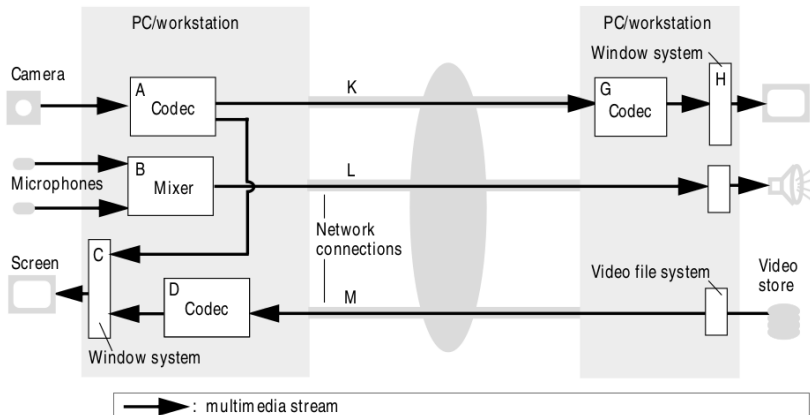 PC/workstation
PC/workstation
Window system
Camera
A
Codec
K
G
Codec
H
B
Mixer
L
Microphones
Network
connections
Screen
C
Video file system
Video
store
D
Codec
M
Window system
: multimedia stream